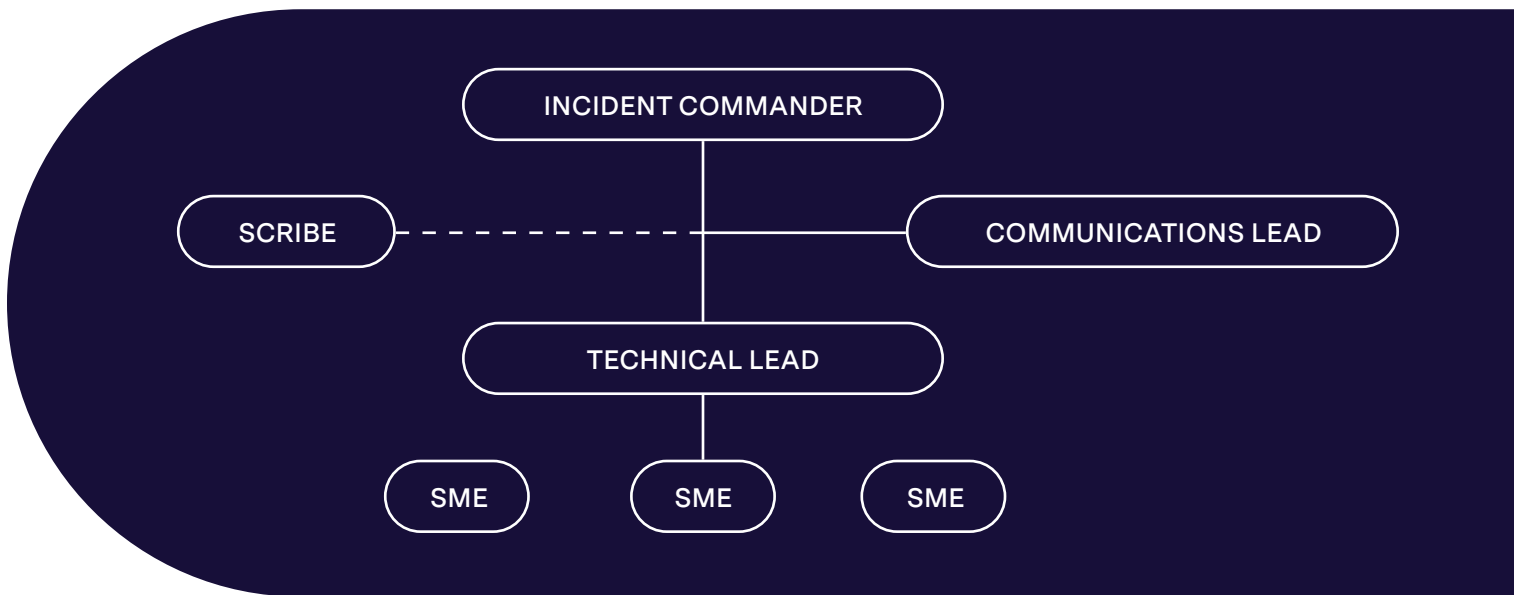 INCIDENT COMMANDER
SCRIBE
COMMUNICATIONS LEAD
TECHNICAL LEAD
SME
SME
SME